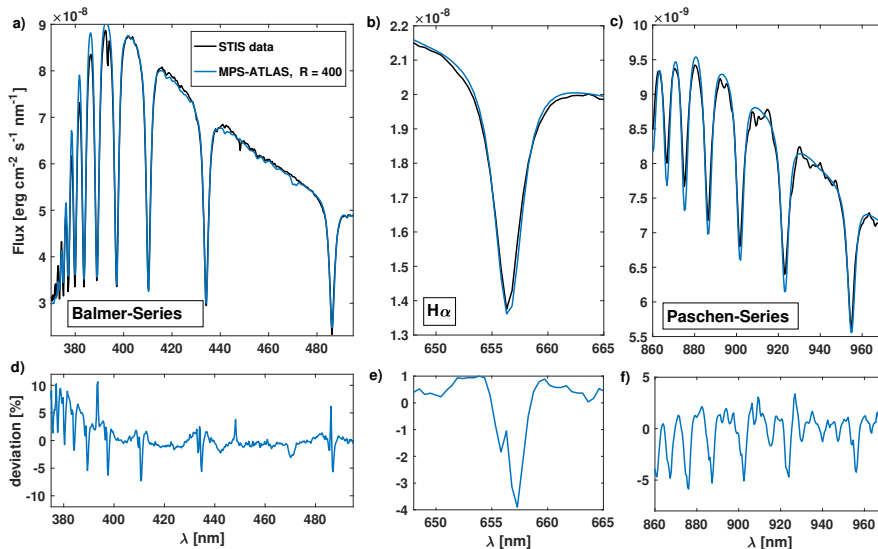 a)
×10⁻⁸
9
8
7
6
5
4
3
Flux [erg cm⁻² s⁻¹ nm⁻¹]
STIS data
MPS-ATLAS, R = 400
Balmer-Series
380 400 420 440 460 480
b)
×10⁻⁸
2.2
2.1
2
1.9
1.8
1.7
1.6
1.5
1.4
1.3
Hα
650 655 660 665
c)
×10⁻⁹
10
9.5
9
8.5
8
7.5
7
6.5
6
5.5
Paschen-Series
860 880 900 920 940 960
d)
deviation [%]
10
5
0
-5
-10
380 400 420 440 460 480
λ [nm]
e)
1
0
-1
-2
-3
-4
650 655 660 665
λ [nm]
f)
5
0
-5
860 880 900 920 940 960
λ [nm]